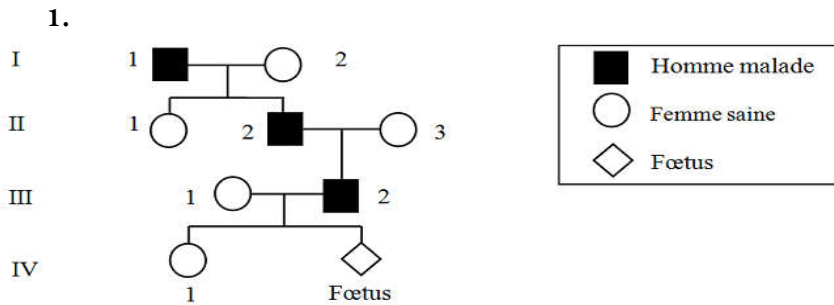 1.
I 1 2
Homme malade
II 1 2 3
Femme saine
Fœtus
III 1 2
IV
1 Fœtus